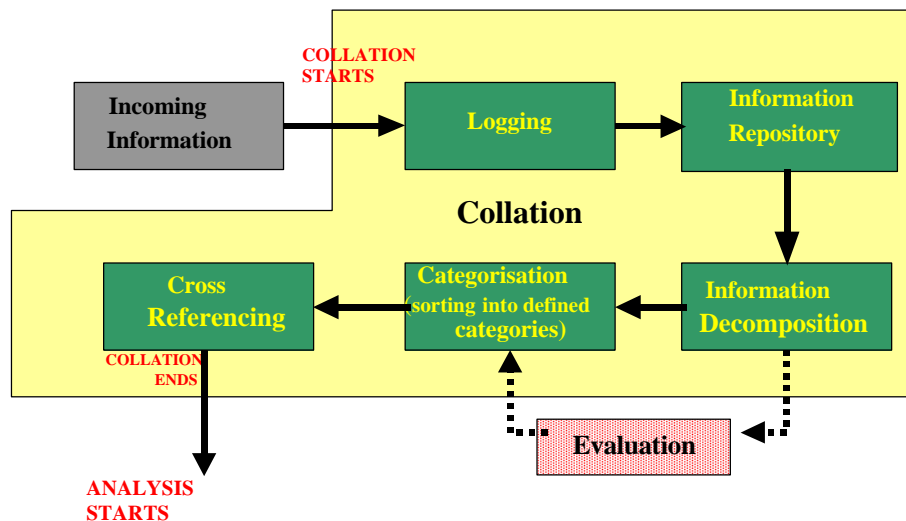 COLLATION
STARTS
Incoming
Information
Logging
Information
Repository
Collation
Cross
Referencing
Categorisation
(sorting into defined
categories)
Information
Decomposition
COLLATION
ENDS
Evaluation
ANALYSIS
STARTS